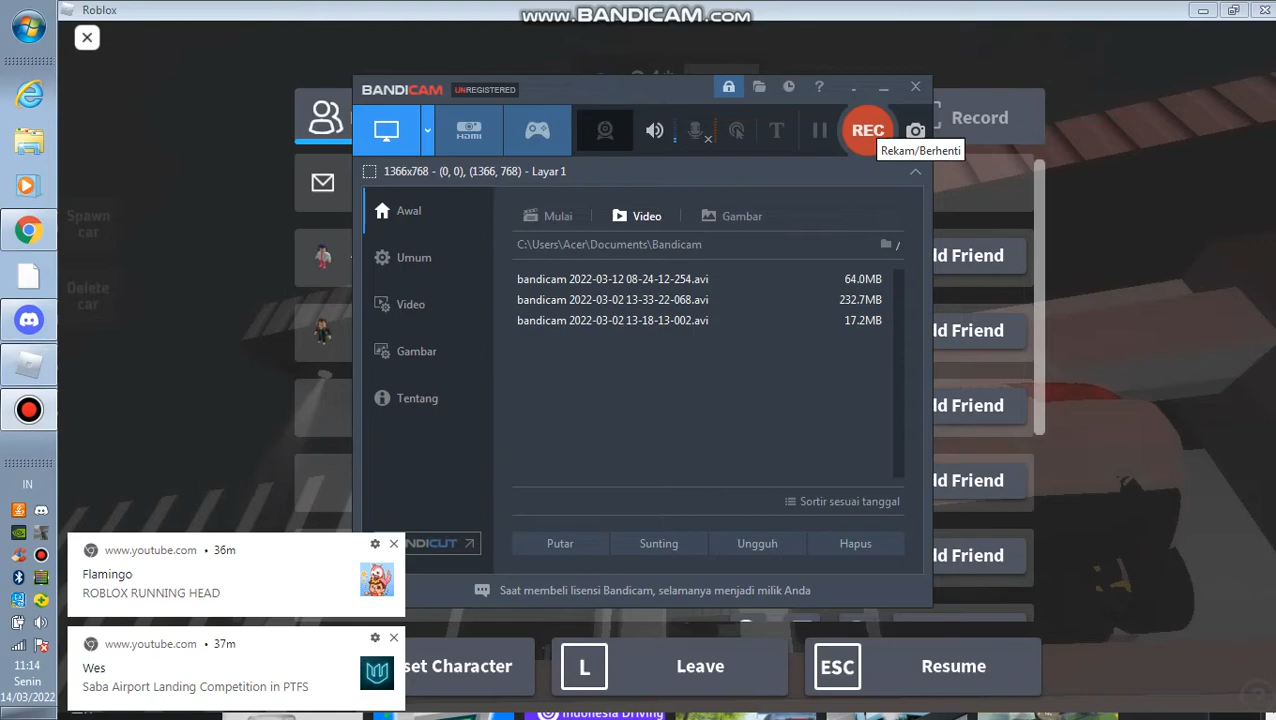 Roblox
www.BANDICAM.com
BANDICAM UNREGISTERED
HDMI
REC
Record
Rekam/Berhenti
1366x768 - (0, 0), (1366, 768) - Layar 1
Awal
Umum
Video
Gambar
Tentang
Mulai
Video
Gambar
C:\Users\Acer\Documents\Bandicam
bandicam 2022-03-12 08-24-12-254.avi 64.0MB
bandicam 2022-03-02 13-33-22-068.avi 232.7MB
bandicam 2022-03-02 13-18-13-002.avi 17.2MB
Sortir sesuai tanggal
NDICUT
Putar
Sunting
Ungguh
Hapus
Saat membeli lisensi Bandicam, selamanya menjadi milik Anda
Spawn
car
Delete
car
dd Friend
ld Friend
ld Friend
ld Friend
ld Friend
www.youtube.com • 36m
Flamingo
ROBLOX RUNNING HEAD
www.youtube.com • 37m
Wes
Saba Airport Landing Competition in PTFS
set Character
L
Leave
ESC
Resume
IN
11:14
Senin
14/03/2022
Indonesia Driving